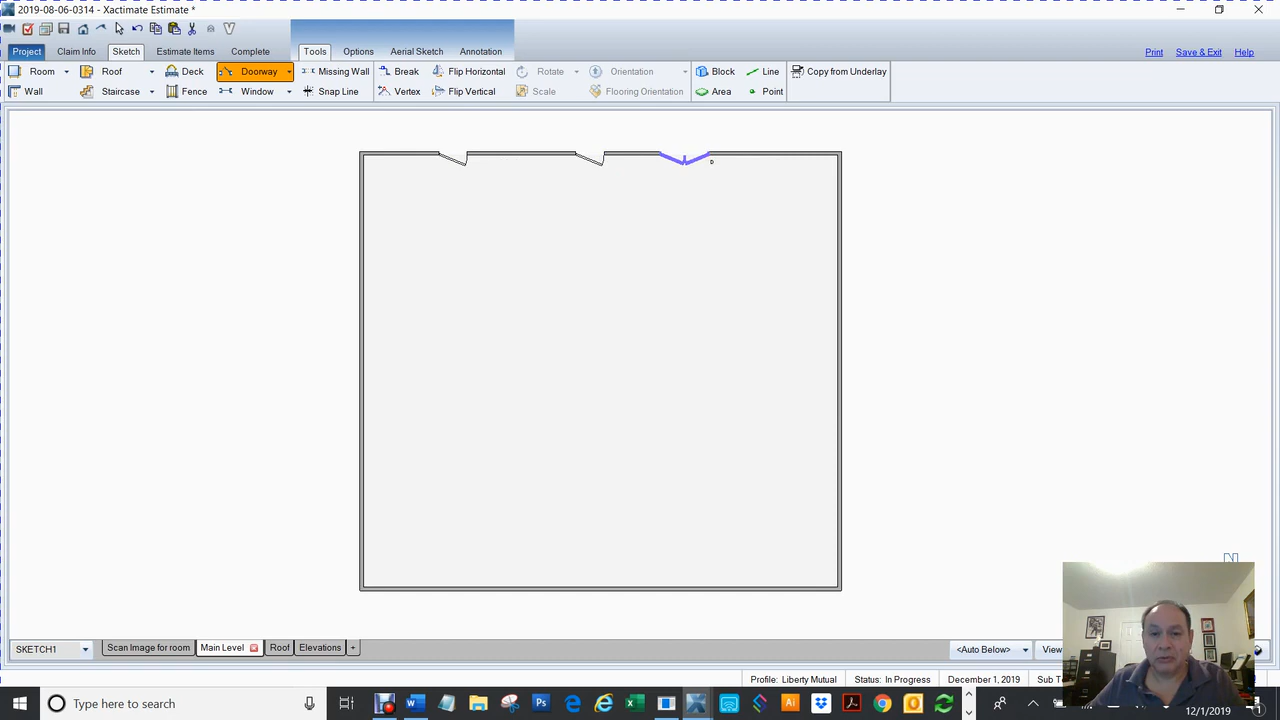 2019-08-06-0314 - Xactimate Estimate *
Project Claim Info Sketch Estimate Items Complete Tools Options Aerial Sketch Annotation Print Save & Exit Help
Room Roof Deck Doorway Missing Wall Break Flip Horizontal Rotate Orientation Block Line Copy from Underlay
Wall Staircase Fence Window Snap Line Vertex Flip Vertical Scale Flooring Orientation Area Point
N
SKETCH1 Scan Image for room Main Level Roof Elevations + <Auto Below> View
Profile: Liberty Mutual Status: In Progress December 1, 2019 Sub T
Type here to search
12/1/2019